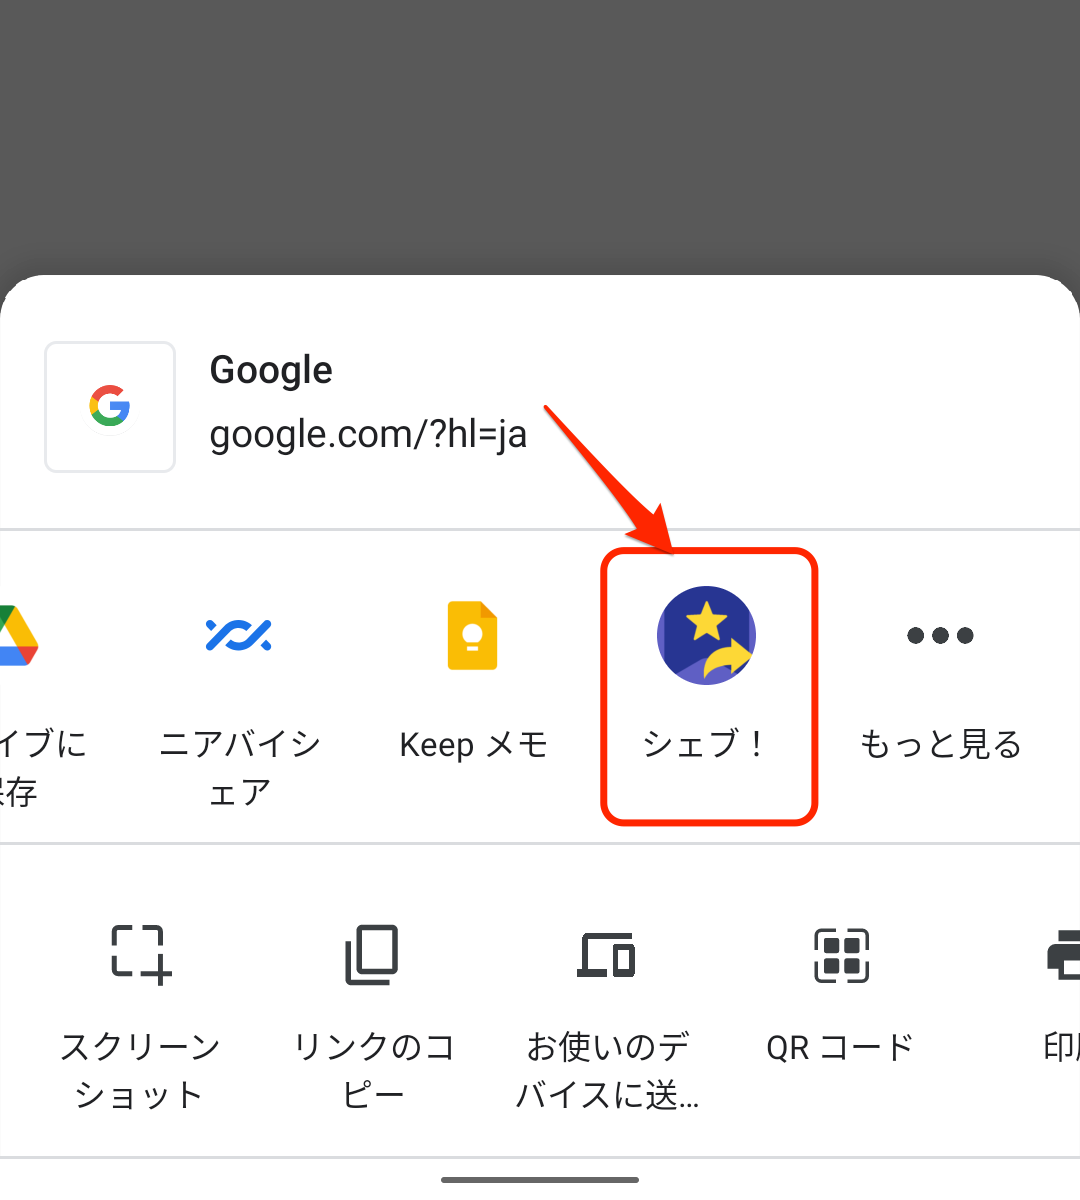 Google
google.com/?hl=ja
イブに
保存
ニアバイシ
ェア
Keep メモ
シェブ！
もっと見る
スクリーン
ショット
リンクのコ
ピー
お使いのデ
バイスに送...
QR コード
印